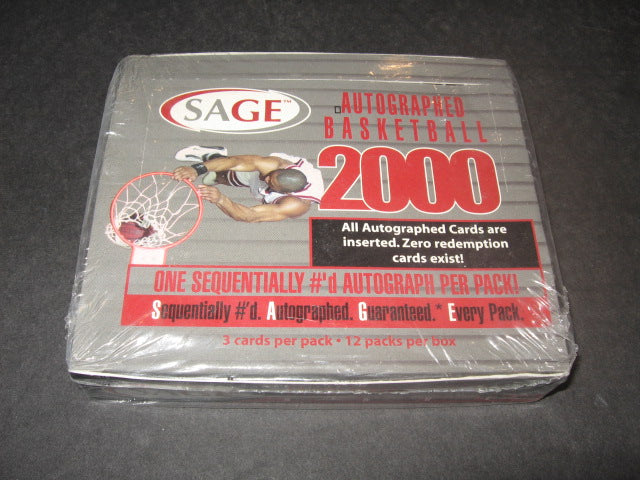 SAGE™
AUTOGRAPHED
BASKETBALL
2000
All Autographed Cards are
inserted. Zero redemption
cards exist!
ONE SEQUENTIALLY #'d AUTOGRAPH PER PACK!
Sequentially #'d. Autographed. Guaranteed.* Every Pack.
3 cards per pack • 12 packs per box